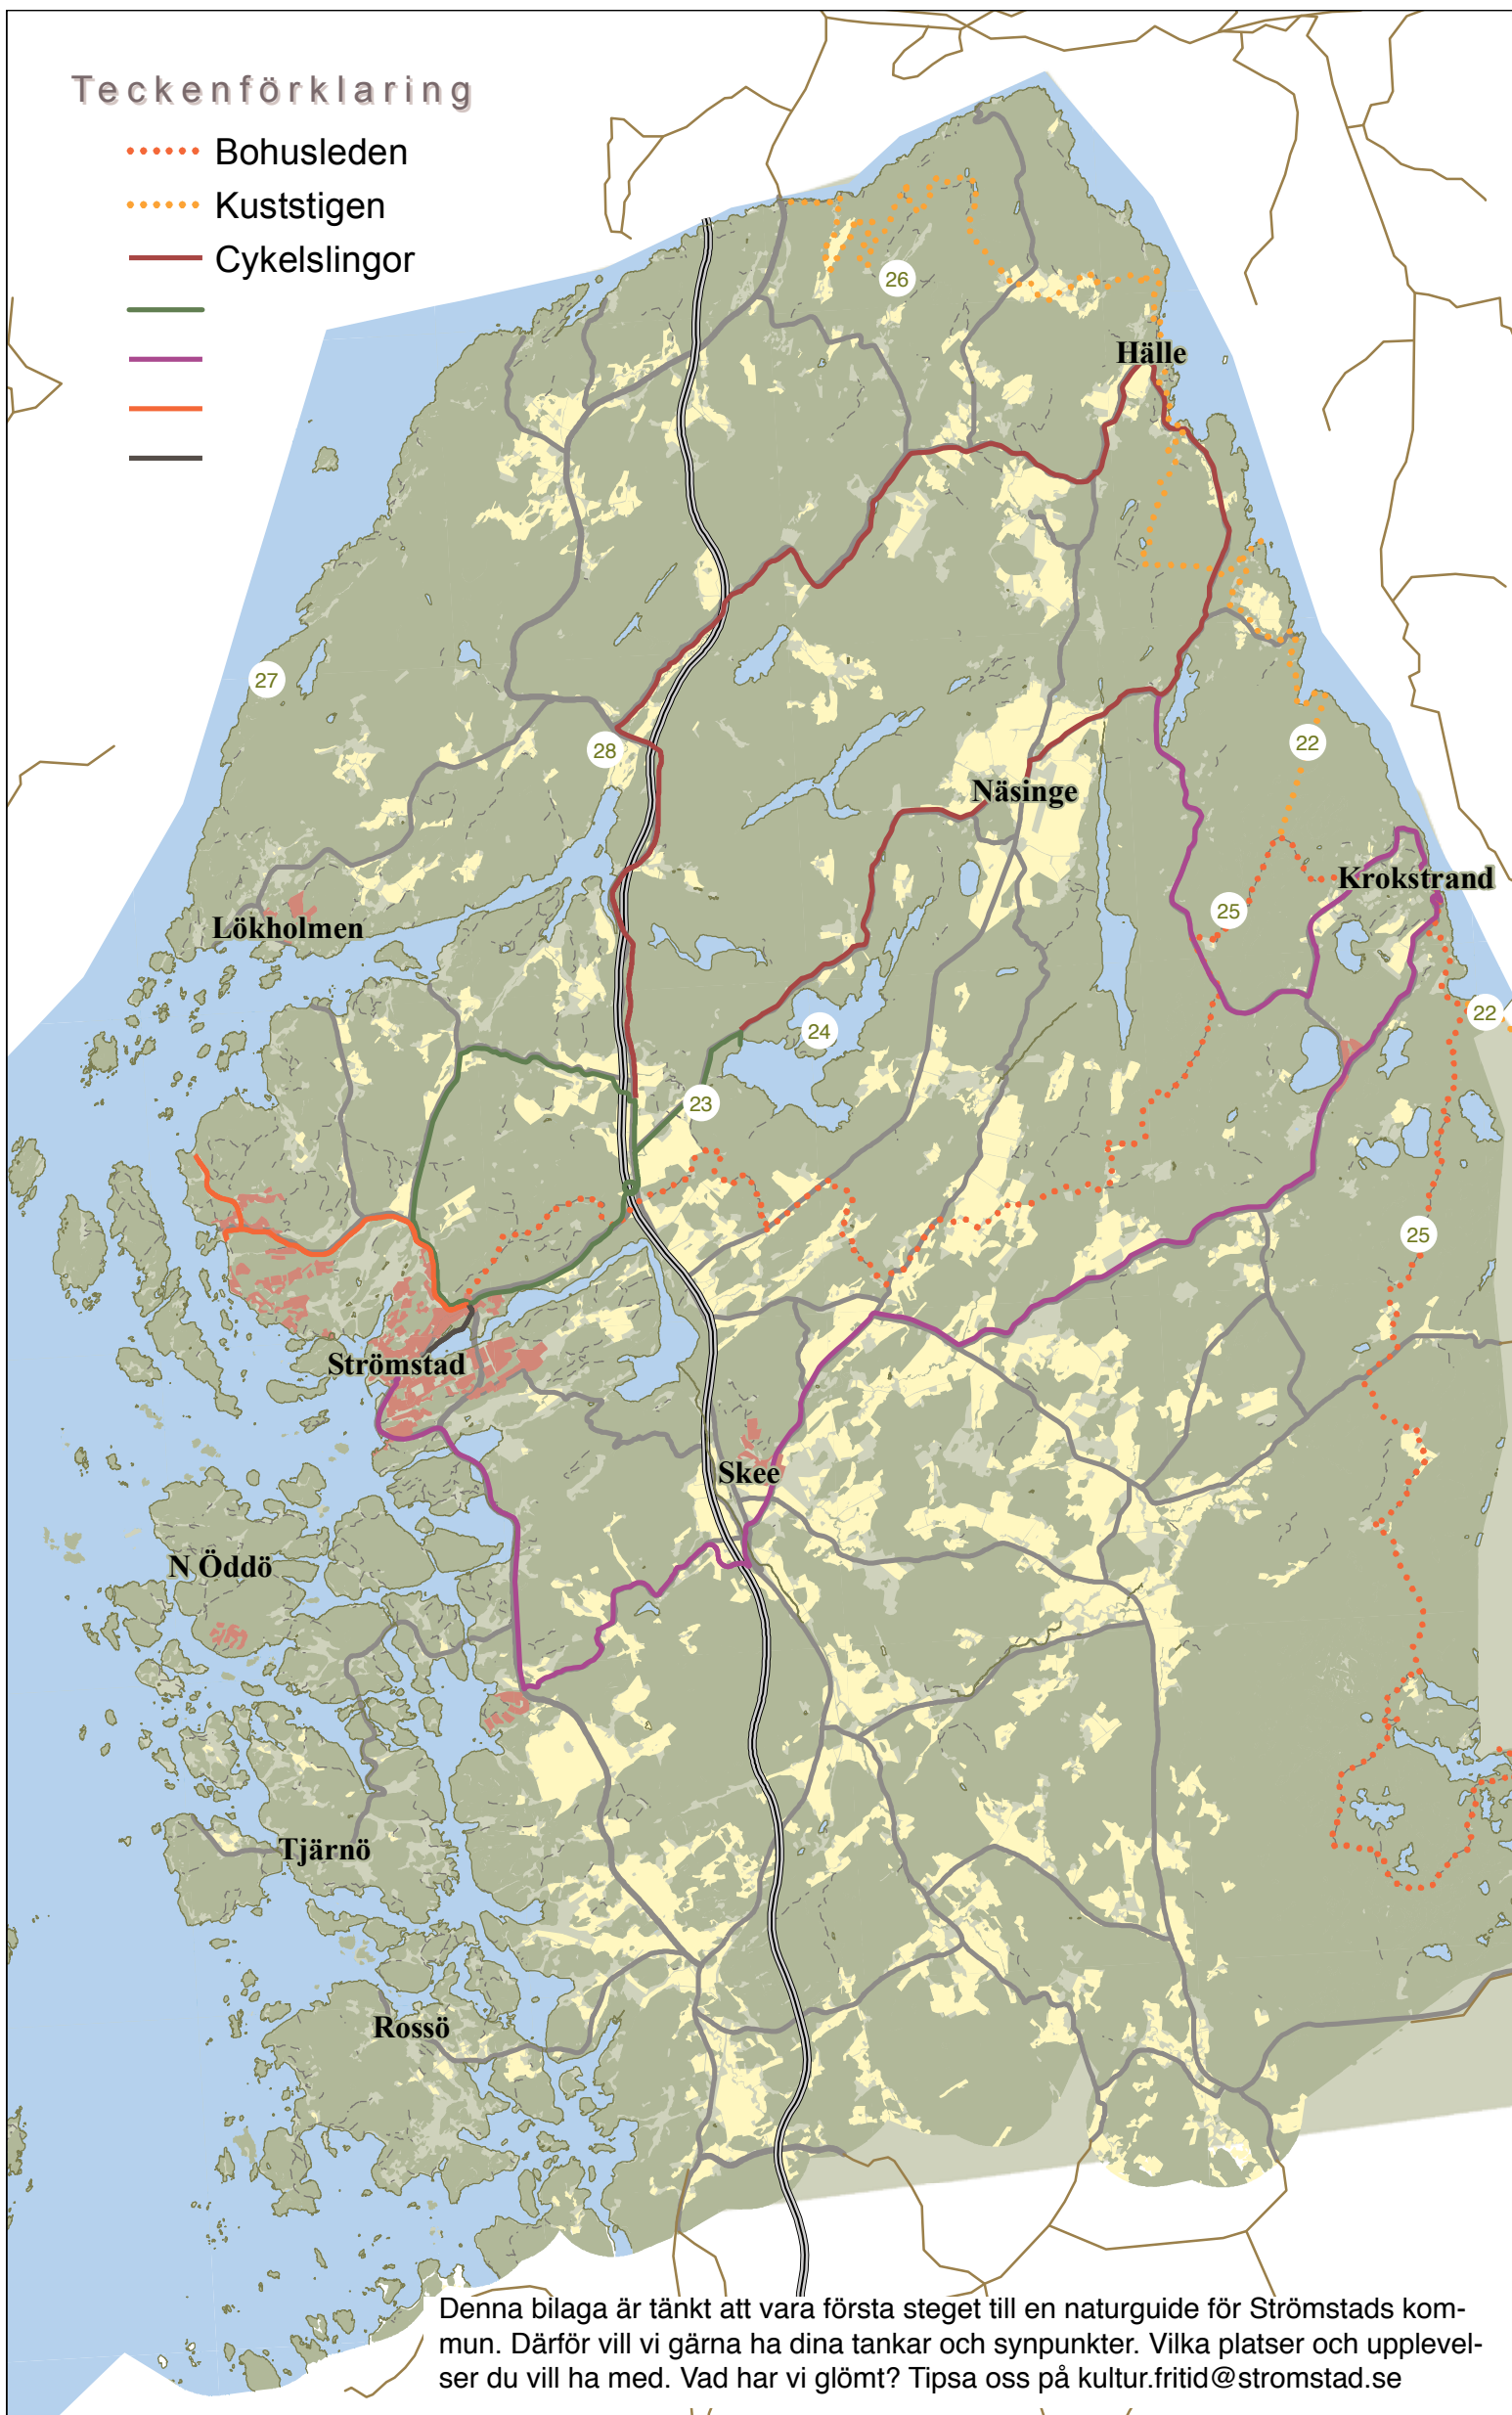 Teckenförklaring
Bohusleden
Kuststigen
Cykelslingor
26
Hälle
27
22
28
Näsinge
Krokstrand
25
Lökholmen
22
24
23
25
Strömstad
Skee
N Öddö
Tjärnö
Rossö
Denna bilaga är tänkt att vara första steget till en naturguide för Strömstads kom-
mun. Därför vill vi gärna ha dina tankar och synpunkter. Vilka platser och upplevel-
ser du vill ha med. Vad har vi glömt? Tipsa oss på kultur.fritid@stromstad.se